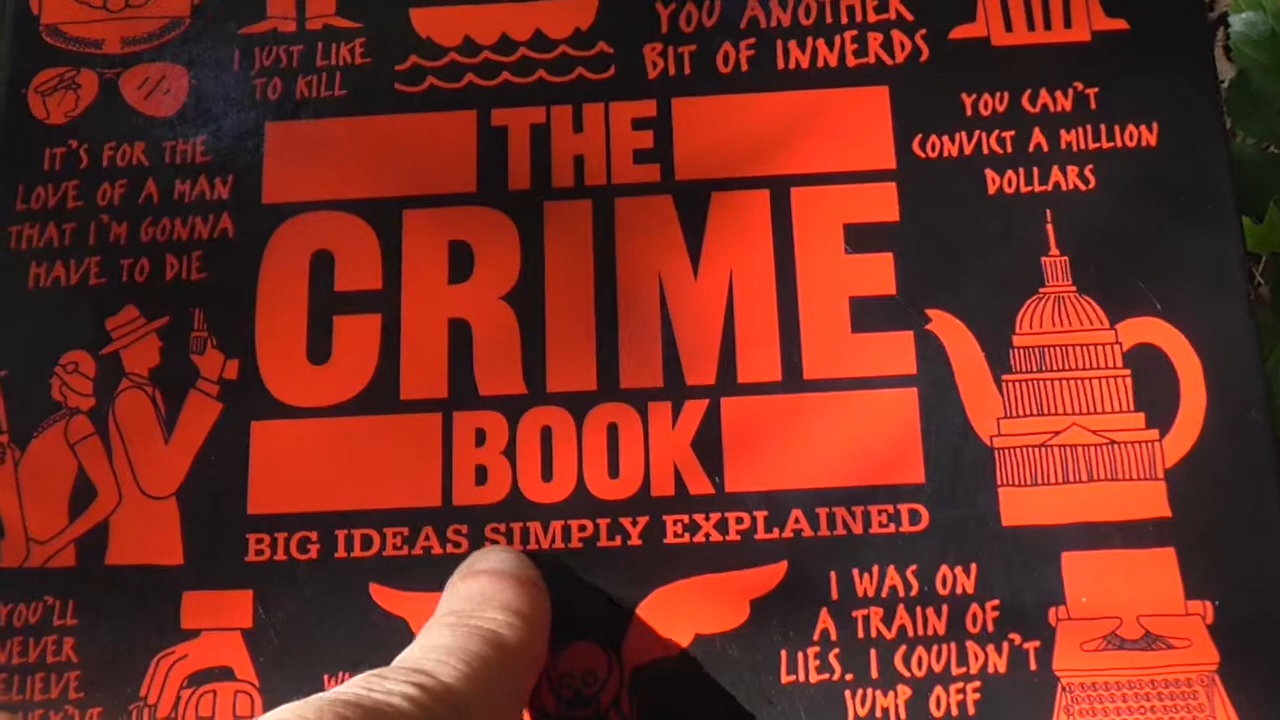 I JUST LIKE
TO KILL
YOU ANOTHER
BIT OF INNERDS
YOU CAN'T
CONVICT A MILLION
DOLLARS
IT'S FOR THE
LOVE OF A MAN
THAT I'M GONNA
HAVE TO DIE
THE
CRIME
BOOK
BIG IDEAS SIMPLY EXPLAINED
YOU'LL
NEVER
I WAS ON
A TRAIN OF
LIES. I COULDN'T
JUMP OFF